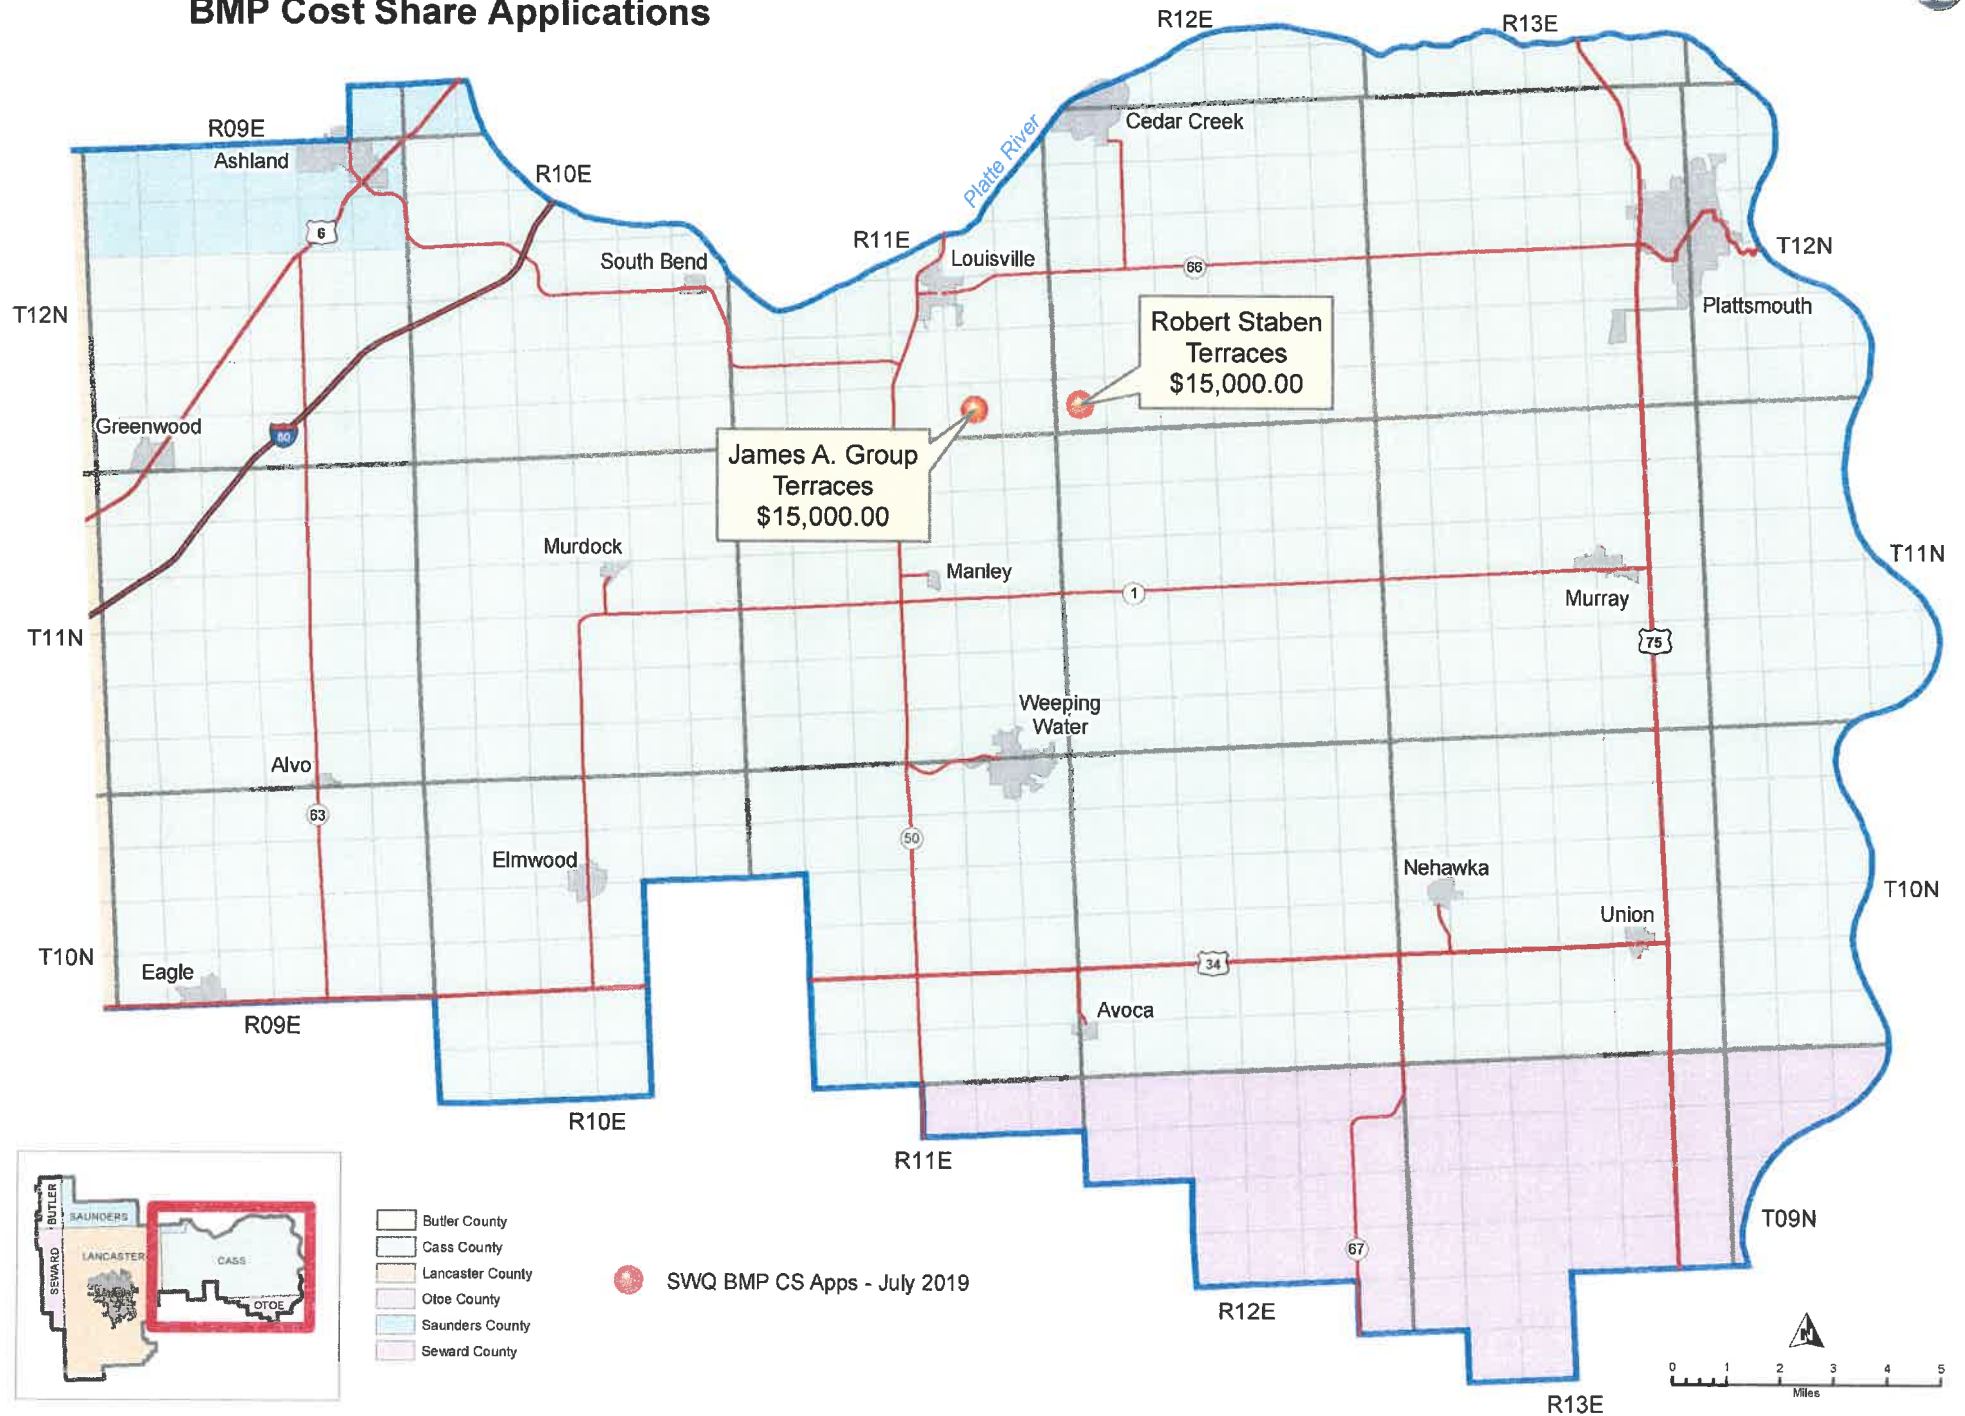 BMP Cost Share Applications
R12E
R13E
R09E
Ashland
R10E
Cedar Creek
Platte River
6
R11E
South Bend
Louisville
66
T12N
Plattsmouth
T12N
Robert Staben
Terraces
$15,000.00
Greenwood
80
James A. Group
Terraces
$15,000.00
Murdock
Manley
1
Murray
T11N
T11N
75
Weeping
Water
Alvo
63
50
Elmwood
Nehawka
Union
T10N
T10N
Eagle
34
Avoca
R09E
R10E
R11E
T09N
67
R12E
R13E
BUTLER
SAUNDERS
SEWARD
LANCASTER
CASS
OTOE
Butler County
Cass County
Lancaster County
Otoe County
Saunders County
Seward County
SWQ BMP CS Apps - July 2019
N
0 1 2 3 4 5
Miles